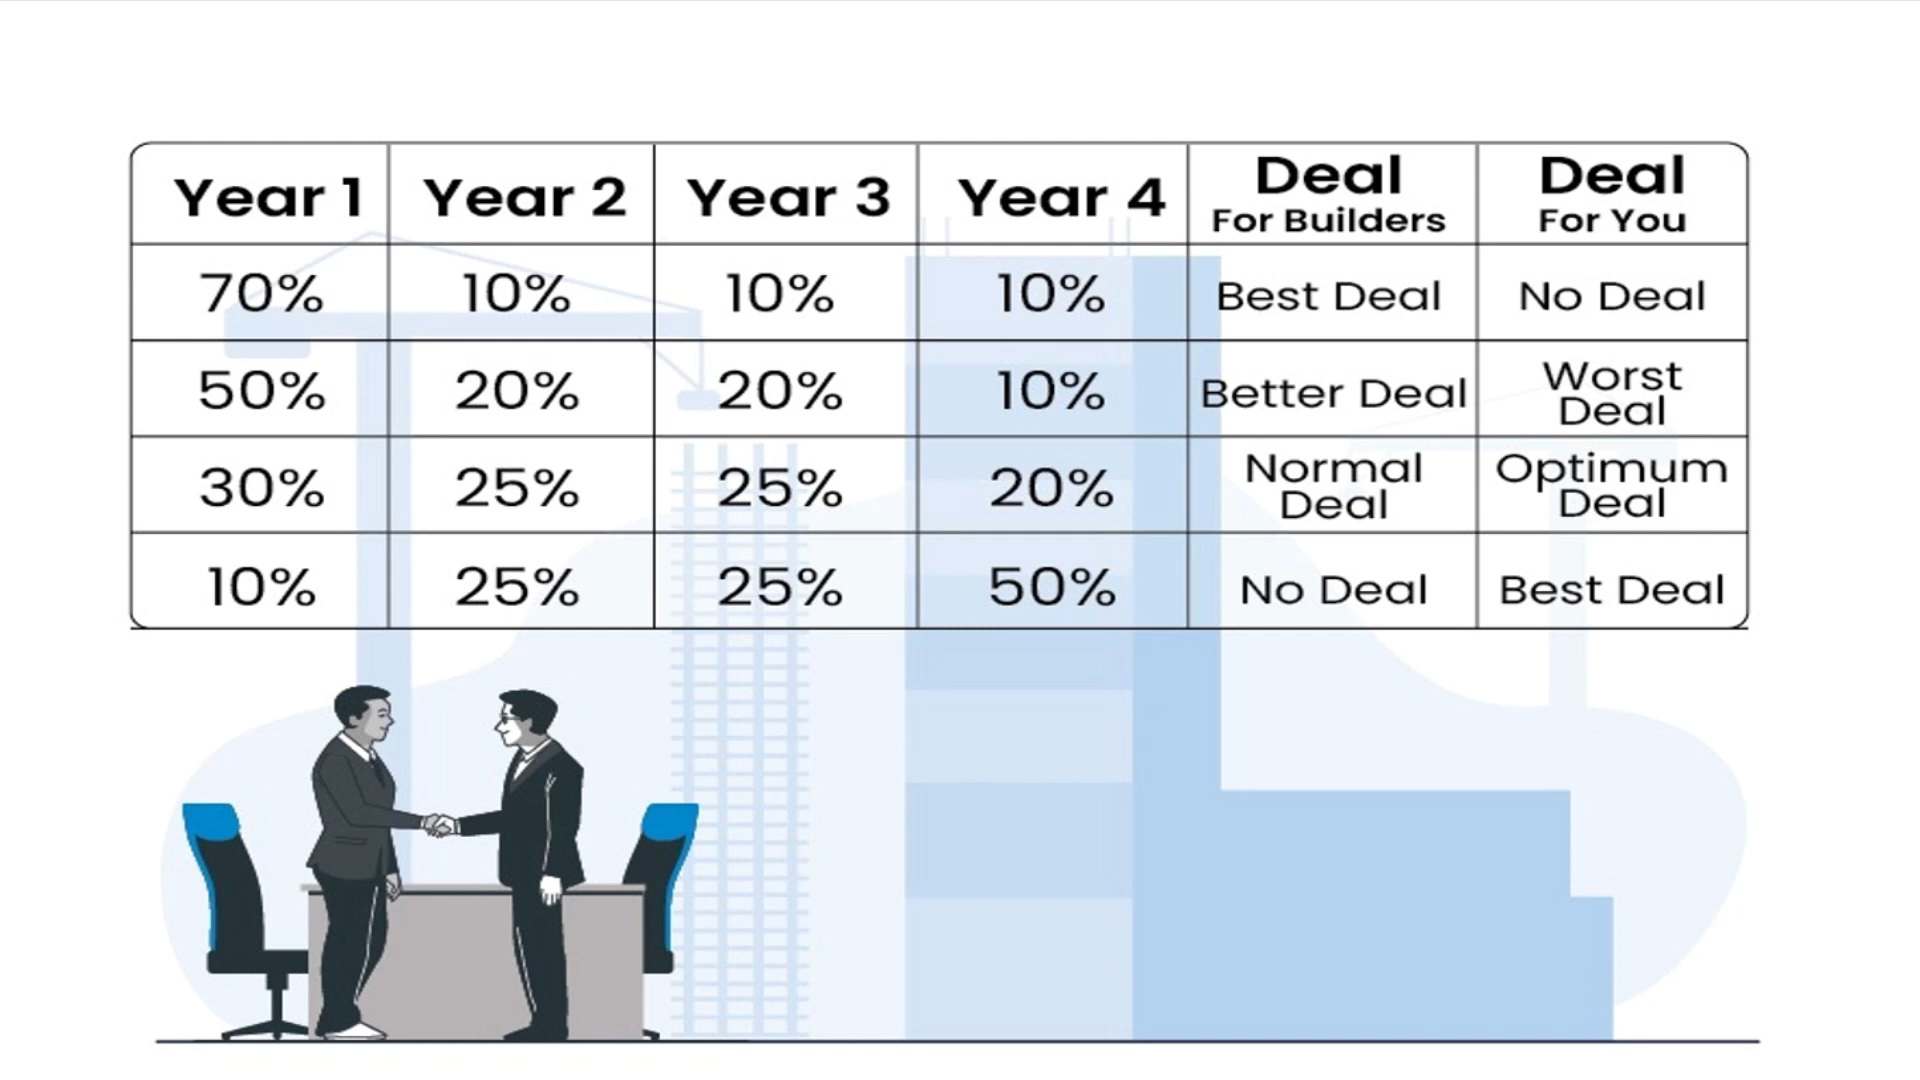 Year 1 Year 2 Year 3 Year 4 Deal For Builders Deal For You
70% 10% 10% 10% Best Deal No Deal
50% 20% 20% 10% Better Deal Worst Deal
30% 25% 25% 20% Normal Deal Optimum Deal
10% 25% 25% 50% No Deal Best Deal